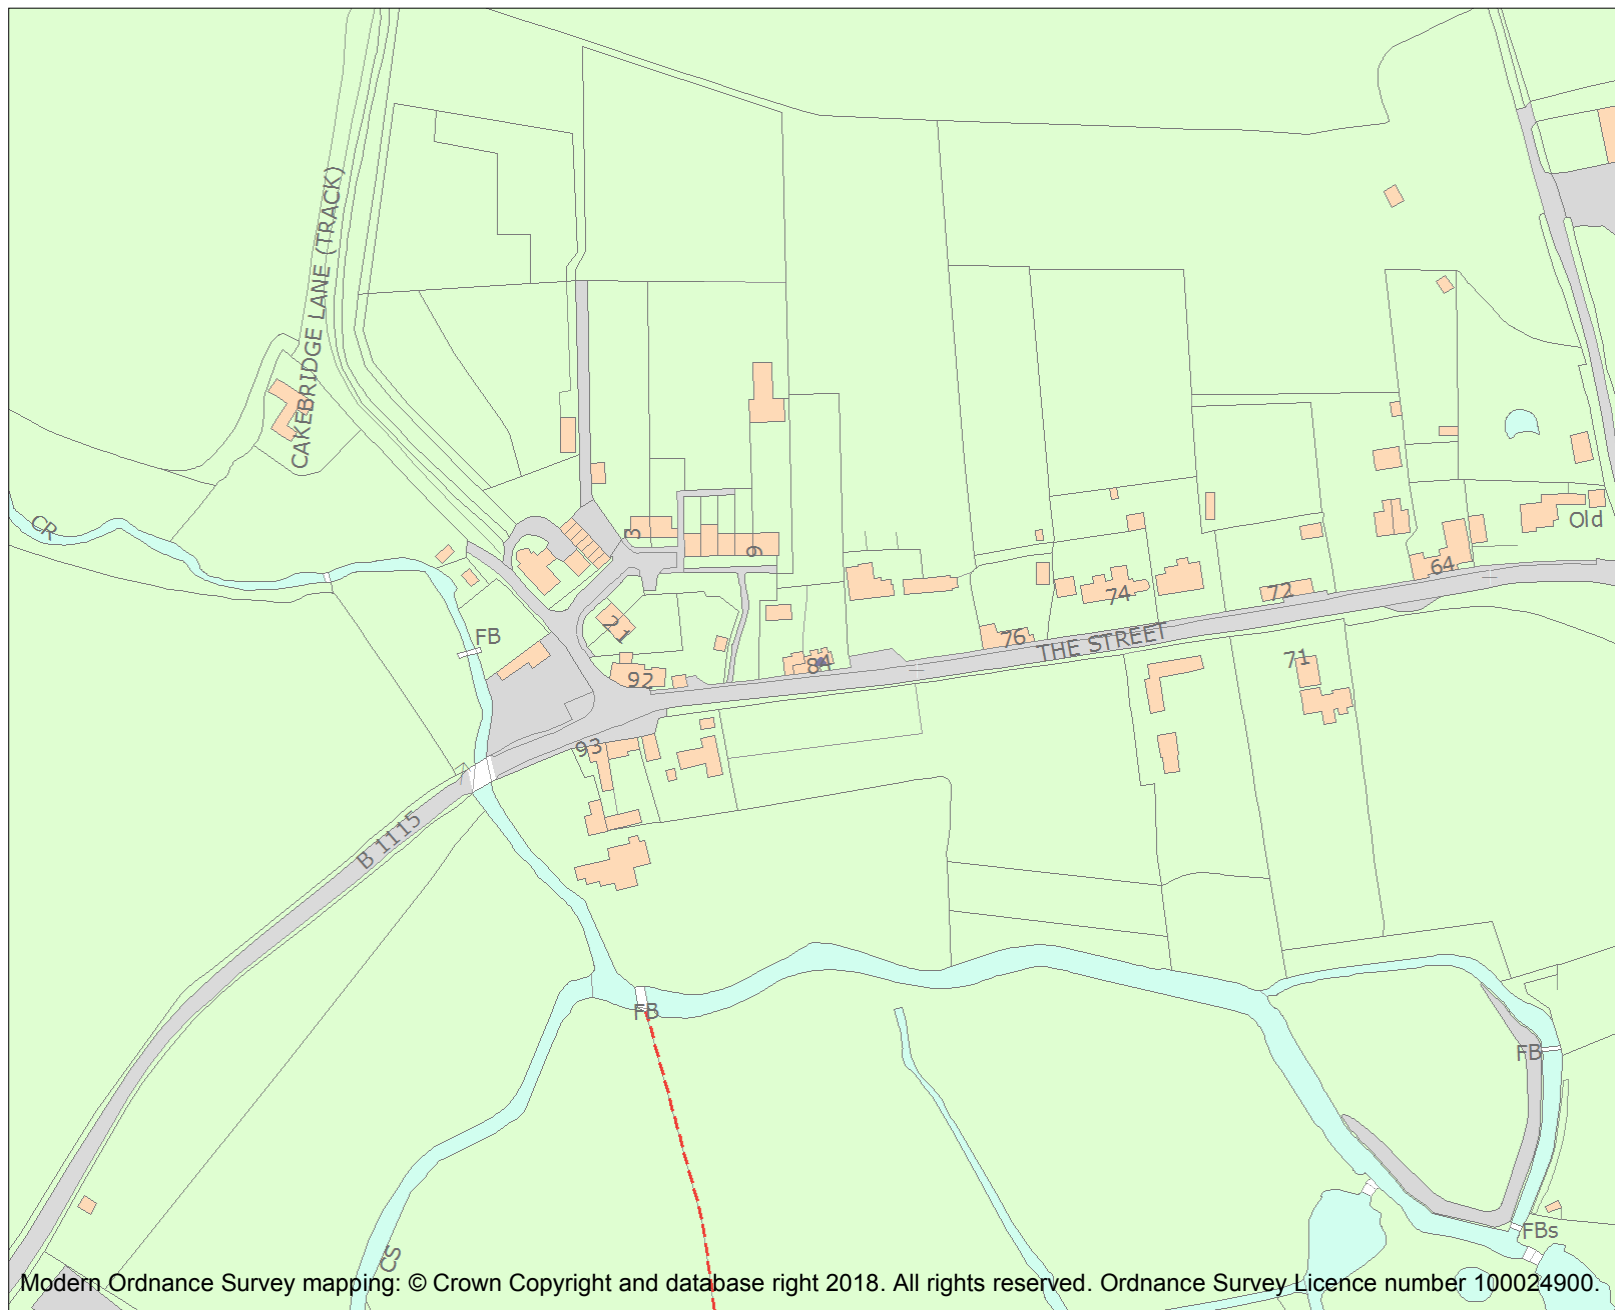 CAKEBRIDGE LANE (TRACK)
CR
3
9
Old
FB
21
64
72
74
76
THE STREET
71
84
92
93
B 1115
FB
FB
FBs
CS
Modern Ordnance Survey mapping: © Crown Copyright and database right 2018. All rights reserved. Ordnance Survey Licence number 100024900.